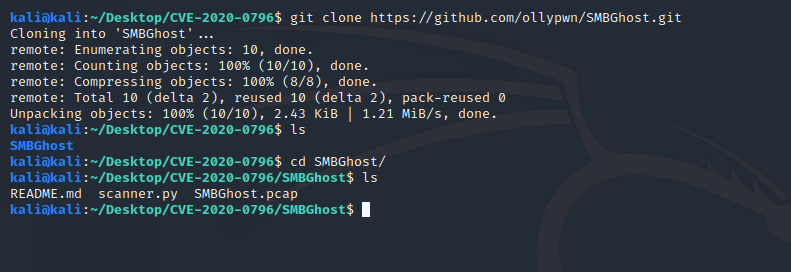 kali@kali:~/Desktop/CVE-2020-0796$ git clone https://github.com/ollypwn/SMBGhost.git
Cloning into 'SMBGhost'...
remote: Enumerating objects: 10, done.
remote: Counting objects: 100% (10/10), done.
remote: Compressing objects: 100% (8/8), done.
remote: Total 10 (delta 2), reused 10 (delta 2), pack-reused 0
Unpacking objects: 100% (10/10), 2.43 KiB | 1.21 MiB/s, done.
kali@kali:~/Desktop/CVE-2020-0796$ ls
SMBGhost
kali@kali:~/Desktop/CVE-2020-0796$ cd SMBGhost/
kali@kali:~/Desktop/CVE-2020-0796/SMBGhost$ ls
README.md  scanner.py  SMBGhost.pcap
kali@kali:~/Desktop/CVE-2020-0796/SMBGhost$